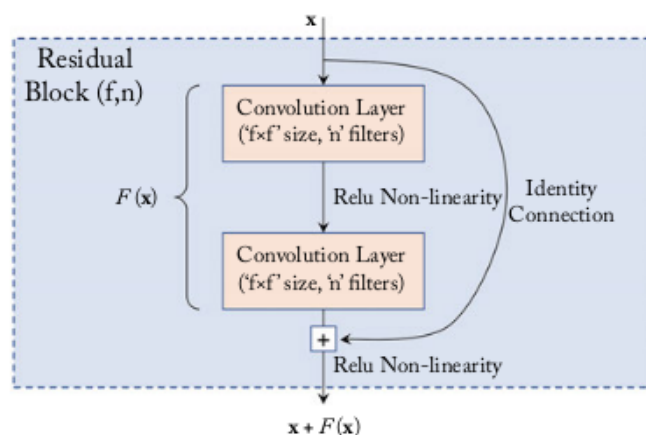 x
Residual
Block (f,n)
Convolution Layer
('f×f' size, 'n' filters)
F(x)
Relu Non-linearity
Identity
Connection
Convolution Layer
('f×f' size, 'n' filters)
+
Relu Non-linearity
x + F(x)